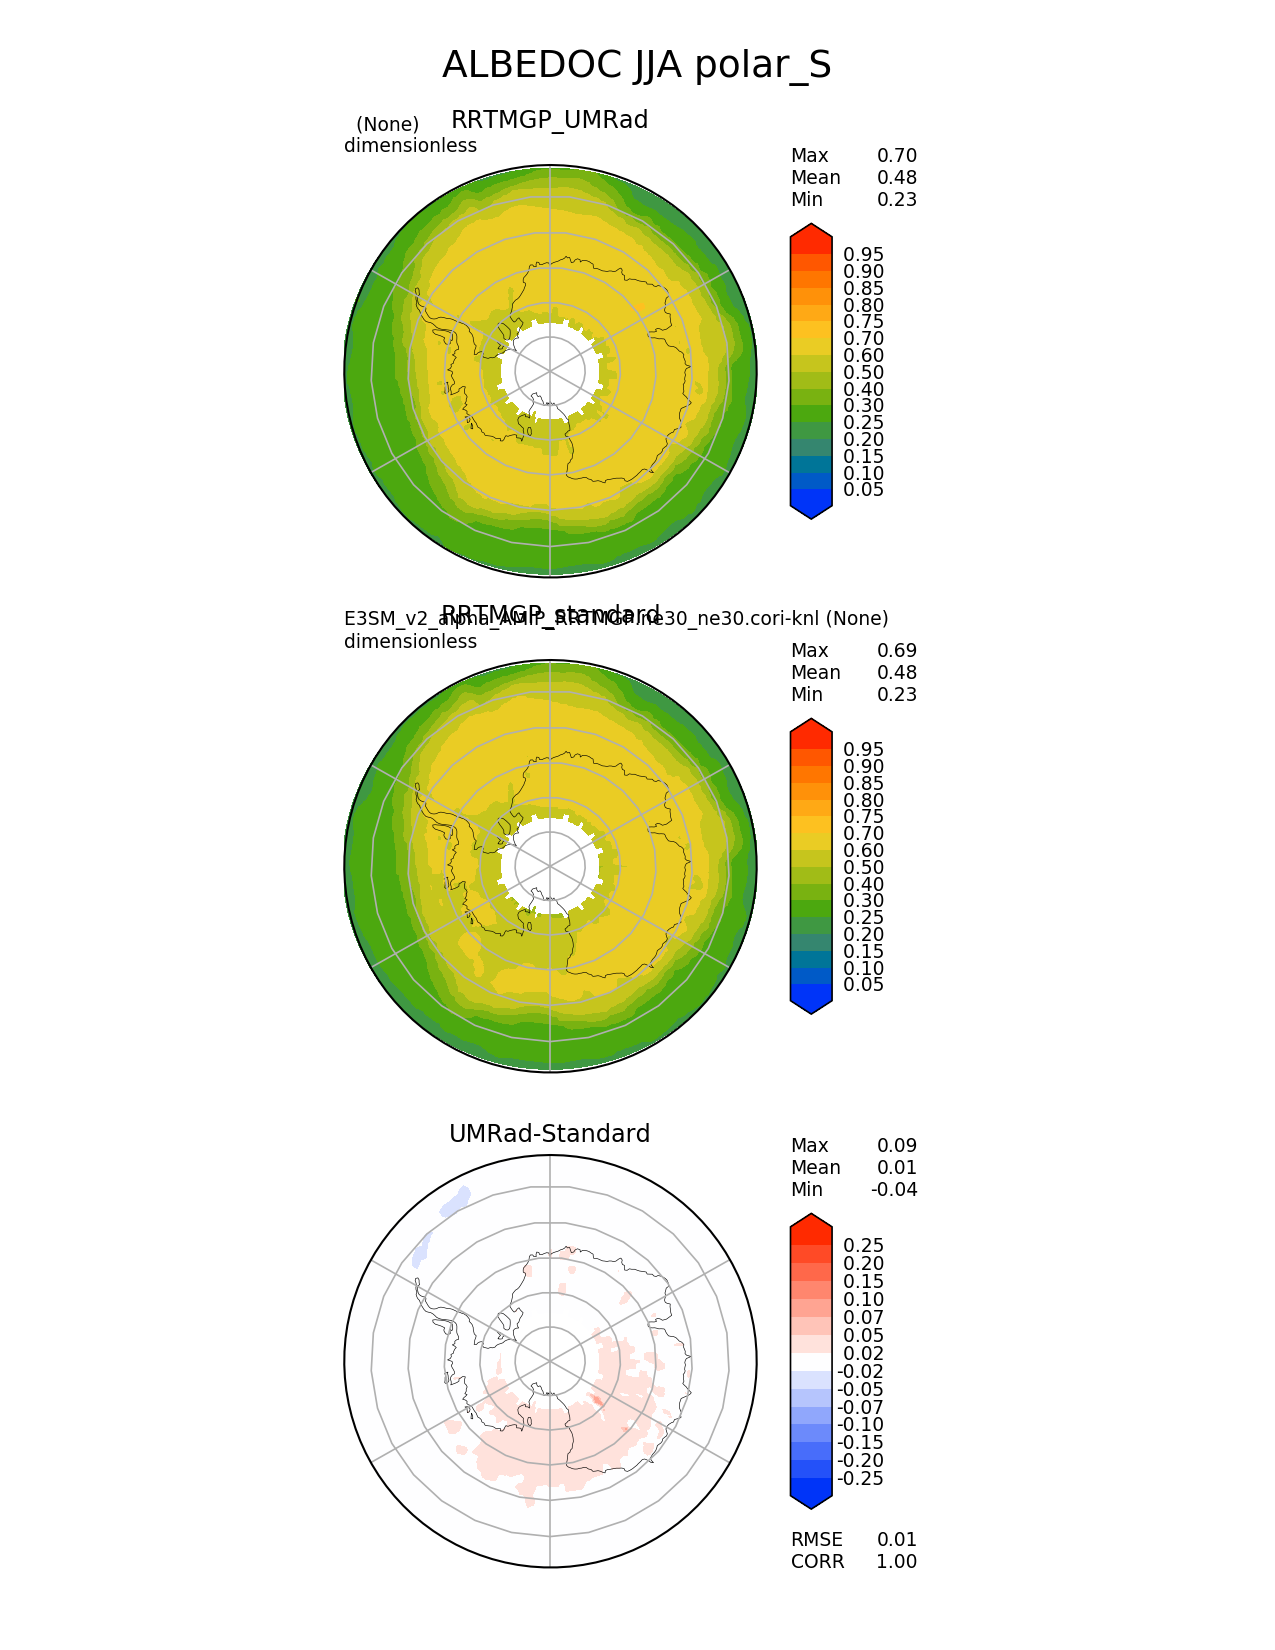 ALBEDOC JJA polar_S
RRTMGP_UMRad
(None)
dimensionless
Max 0.70
Mean 0.48
Min 0.23
0.95
0.90
0.85
0.80
0.75
0.70
0.60
0.50
0.40
0.30
0.25
0.20
0.15
0.10
0.05
RRTMGP_standard
E3SM_v2_alpha_AMIP_RRTMGP.ne30_ne30.cori-knl (None)
dimensionless
Max 0.69
Mean 0.48
Min 0.23
0.95
0.90
0.85
0.80
0.75
0.70
0.60
0.50
0.40
0.30
0.25
0.20
0.15
0.10
0.05
UMRad-Standard
Max 0.09
Mean 0.01
Min -0.04
0.25
0.20
0.15
0.10
0.07
0.05
0.02
-0.02
-0.05
-0.07
-0.10
-0.15
-0.20
-0.25
RMSE 0.01
CORR 1.00